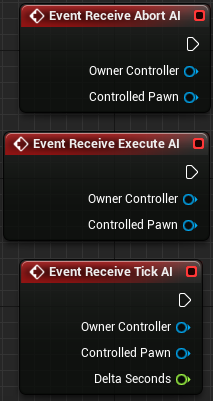 Event Receive Abort AI
Owner Controller
Controlled Pawn
Event Receive Execute AI
Owner Controller
Controlled Pawn
Event Receive Tick AI
Owner Controller
Controlled Pawn
Delta Seconds